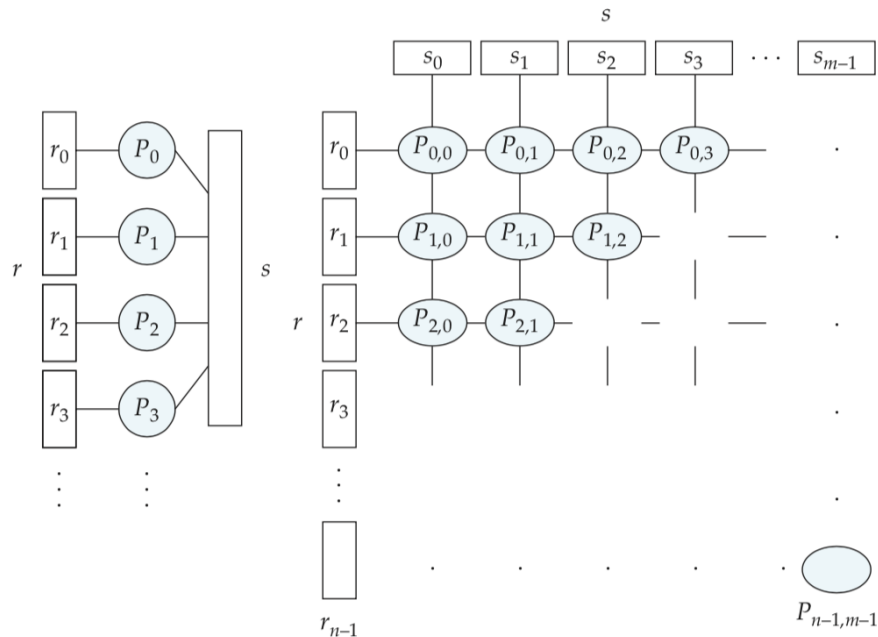 s
s0 s1 s2 s3 ··· sm–1
r0 P0 r0 P0,0 P0,1 P0,2 P0,3
r1 P1 r1 P1,0 P1,1 P1,2
r s
r2 P2 r r2 P2,0 P2,1
r3 P3 r3
rn–1 Pn–1,m–1